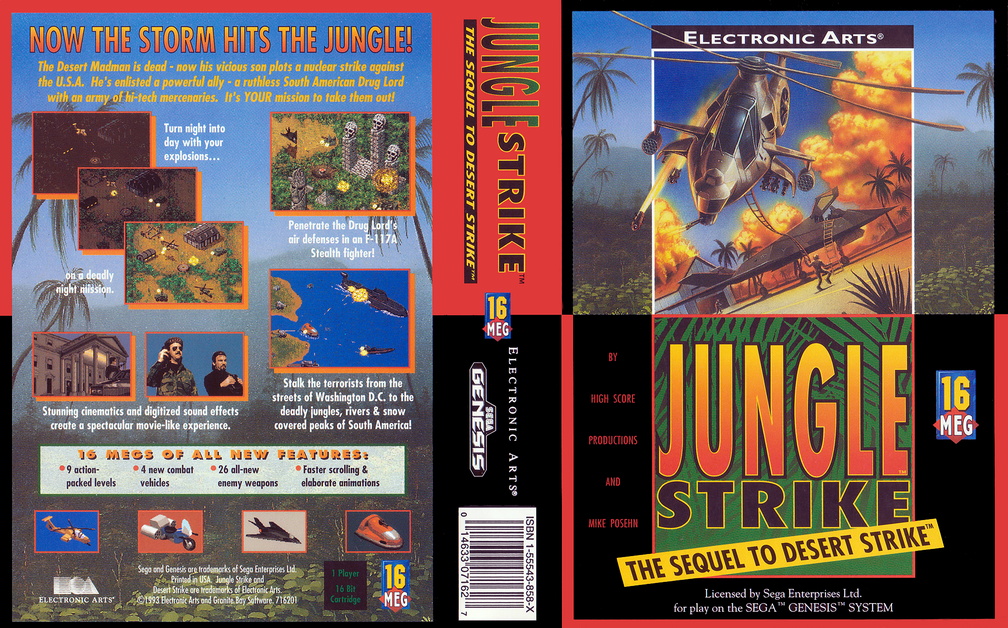 NOW THE STORM HITS THE JUNGLE!
The Desert Madman is dead - now his vicious son plots a nuclear strike against
the U.S.A. He's enlisted a powerful ally - a ruthless South American Drug Lord
with an army of hi-tech mercenaries. It's YOUR mission to take them out!
Turn night into
day with your
explosions...
on a deadly
night mission.
Penetrate the Drug Lord's
air defenses in an F-117A
Stealth fighter!
Stunning cinematics and digitized sound effects
create a spectacular movie-like experience.
Stalk the terrorists from the
streets of Washington D.C. to the
deadly jungles, rivers & snow
covered peaks of South America!
16 MEGS OF ALL NEW FEATURES:
• 9 action-
packed levels
• 4 new combat
vehicles
• 26 all-new
enemy weapons
• Faster scrolling &
elaborate animations
EA
ELECTRONIC ARTS®
Sega and Genesis are trademarks of Sega Enterprises Ltd.
Printed in USA. Jungle Strike and
Desert Strike are trademarks of Electronic Arts.
©1993 Electronic Arts and Granite Bay Software. 716201
1 Player
16 Bit
Cartridge
16
MEG
JUNGLE STRIKE™
THE SEQUEL TO DESERT STRIKE™
16
MEG
ELECTRONIC ARTS®
SEGA
GENESIS
ISBN 1-55543-858-X
0 14633 07162 7
ELECTRONIC ARTS®
BY
HIGH SCORE
PRODUCTIONS
AND
MIKE POSEHN
JUNGLE
STRIKE™
THE SEQUEL TO DESERT STRIKE™
16
MEG
Licensed by Sega Enterprises Ltd.
for play on the SEGA™ GENESIS™ SYSTEM